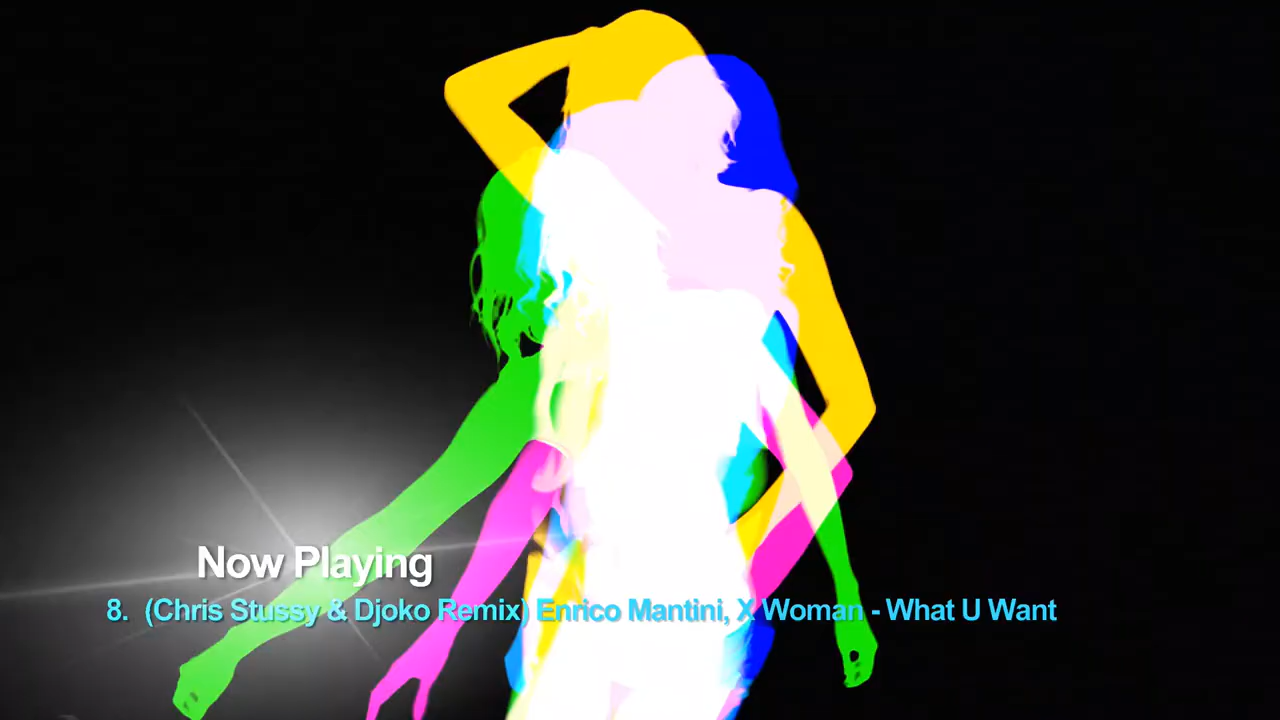 Now Playing
8. (Chris Stussy & Djoko Remix) Enrico Mantini, X Woman - What U Want